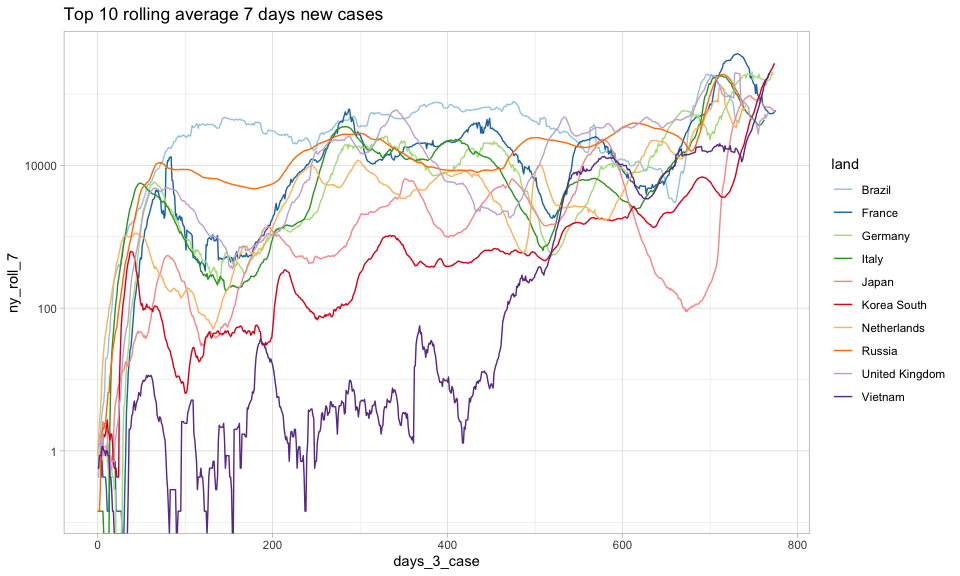 Top 10 rolling average 7 days new cases
ny_roll_7
10000
100
1
0
200
400
600
800
days_3_case
land
Brazil
France
Germany
Italy
Japan
Korea South
Netherlands
Russia
United Kingdom
Vietnam